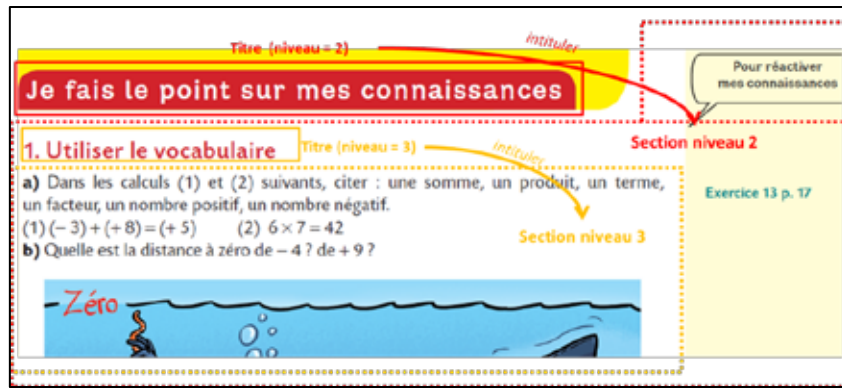 Titre (niveau = 2)
intituler
Pour réactiver
mes connaissances
Je fais le point sur mes connaissances
Section niveau 2
1. Utiliser le vocabulaire
Titre (niveau = 3)
intituler
a) Dans les calculs (1) et (2) suivants, citer : une somme, un produit, un terme,
un facteur, un nombre positif, un nombre négatif.
(1) (– 3) + (+ 8) = (+ 5) (2) 6 × 7 = 42
b) Quelle est la distance à zéro de – 4 ? de + 9 ?
Exercice 13 p. 17
Section niveau 3
Zéro